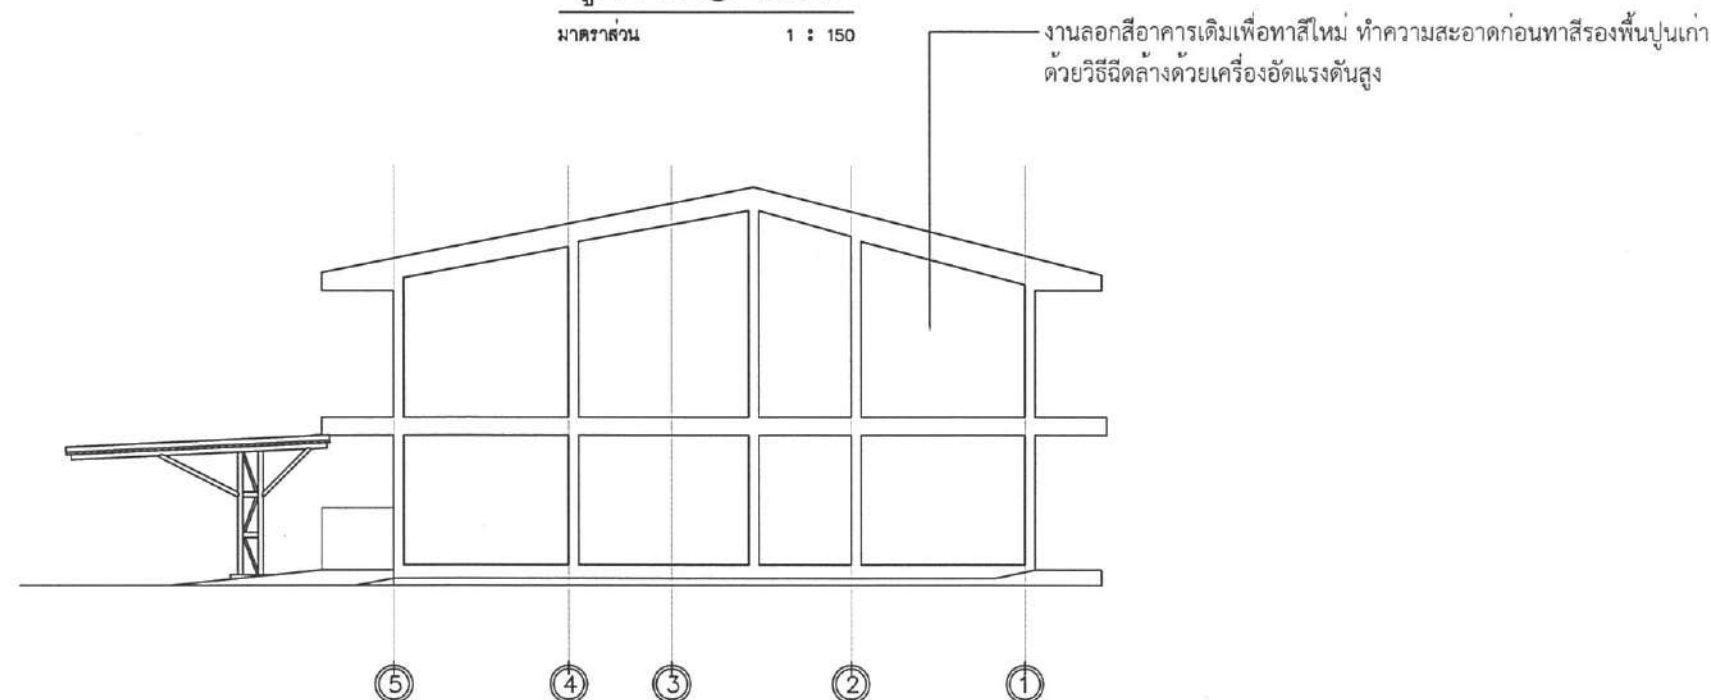 มาตราส่วน 1 : 150
งานลอกสีอาคารเดิมเพื่อทาสีใหม่ ทำความสะอาดก่อนทาสีรองพื้นปูนเก่า
ด้วยวิธีฉีดล้างด้วยเครื่องอัดแรงดันสูง
5 4 3 2 1